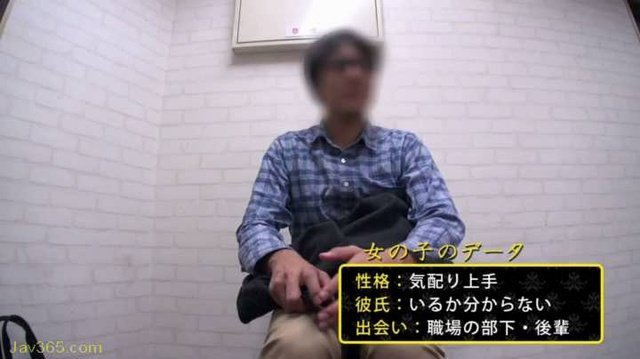 女の子のデータ
性格：気配り上手
彼氏：いるか分からない
出会い：職場の部下・後輩
Jav365.com